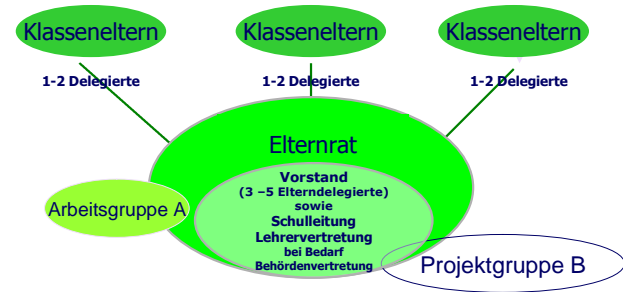 Klasseneltern Klasseneltern Klasseneltern
1-2 Delegierte 1-2 Delegierte 1-2 Delegierte
Elternrat
Vorstand
(3 –5 Elterndelegierte)
sowie
Schulleitung
Lehrervertretung
bei Bedarf
Behördenvertretung
Arbeitsgruppe A
Projektgruppe B